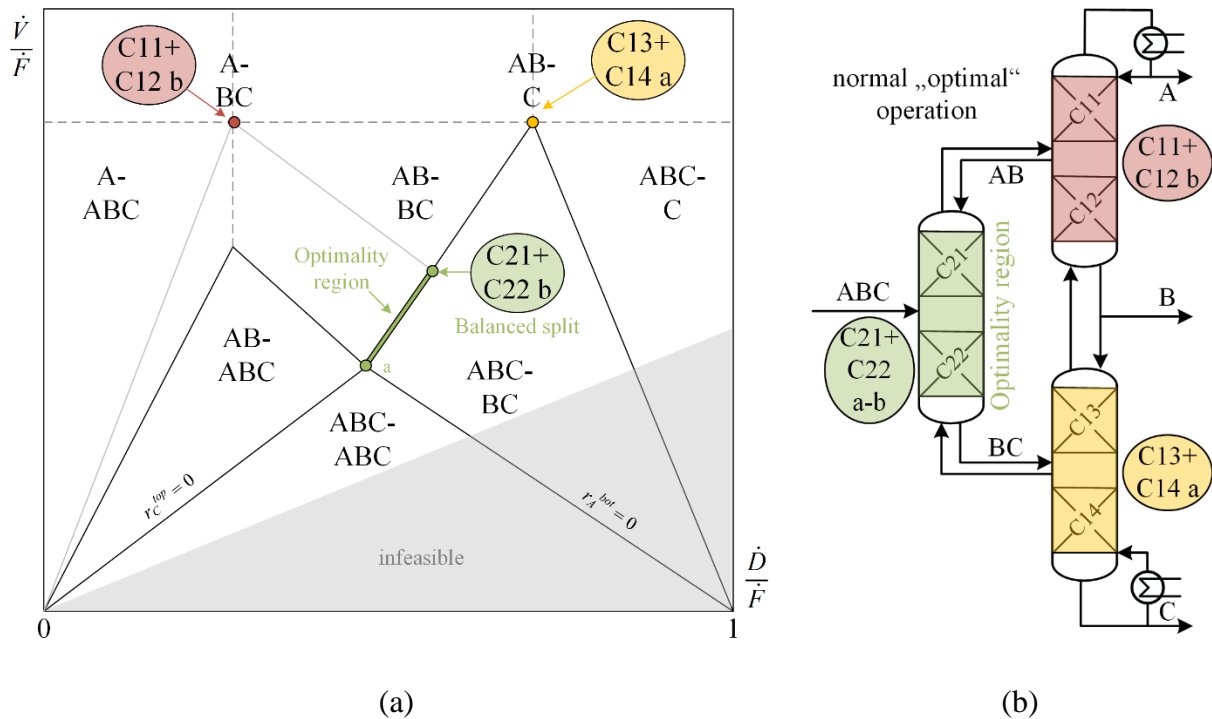 V̇
Ḟ
C11+
C12 b
A-
BC
AB-
C
C13+
C14 a
A-
ABC
AB-
BC
ABC-
C
Optimality
region
C21+
C22 b
Balanced split
AB-
ABC
a
ABC-
BC
ABC-
ABC
r_C^top = 0
r_A^bot = 0
infeasible
Ḋ
Ḟ
0
1
(a)
normal „optimal“
operation
A
C11
C12
C11+
C12 b
AB
ABC
C21
C22
Optimality region
C21+
C22
a-b
B
BC
C13
C14
C13+
C14 a
C
(b)